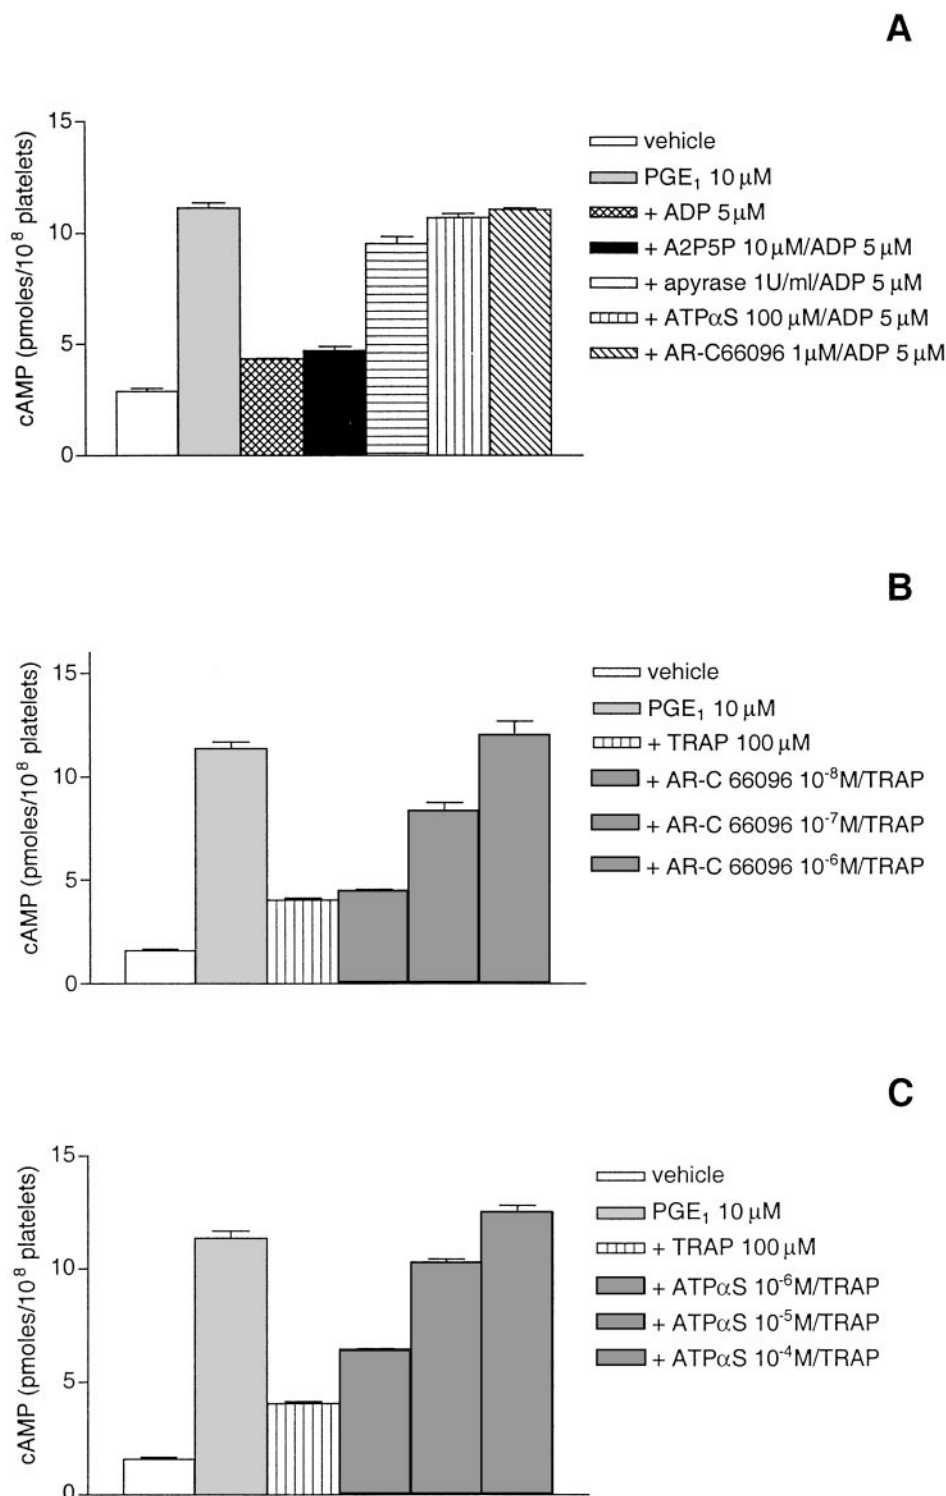 A
cAMP (pmoles/10⁸ platelets)
15
10
5
0
vehicle
PGE₁ 10 µM
+ ADP 5µM
+ A2P5P 10 µM/ADP 5 µM
+ apyrase 1U/ml/ADP 5 µM
+ ATPαS 100 µM/ADP 5 µM
+ AR-C66096 1µM/ADP 5 µM
B
cAMP (pmoles/10⁸ platelets)
15
10
5
0
vehicle
PGE₁ 10 µM
+ TRAP 100 µM
+ AR-C 66096 10⁻⁸M/TRAP
+ AR-C 66096 10⁻⁷M/TRAP
+ AR-C 66096 10⁻⁶M/TRAP
C
cAMP (pmoles/10⁸ platelets)
15
10
5
0
vehicle
PGE₁ 10 µM
+ TRAP 100 µM
+ ATPαS 10⁻⁶M/TRAP
+ ATPαS 10⁻⁵M/TRAP
+ ATPαS 10⁻⁴M/TRAP